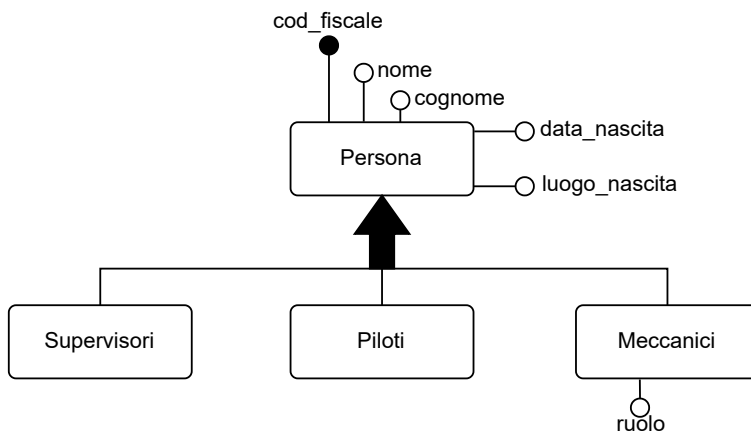 cod_fiscale
nome
cognome
data_nascita
Persona
luogo_nascita
Supervisori
Piloti
Meccanici
ruolo